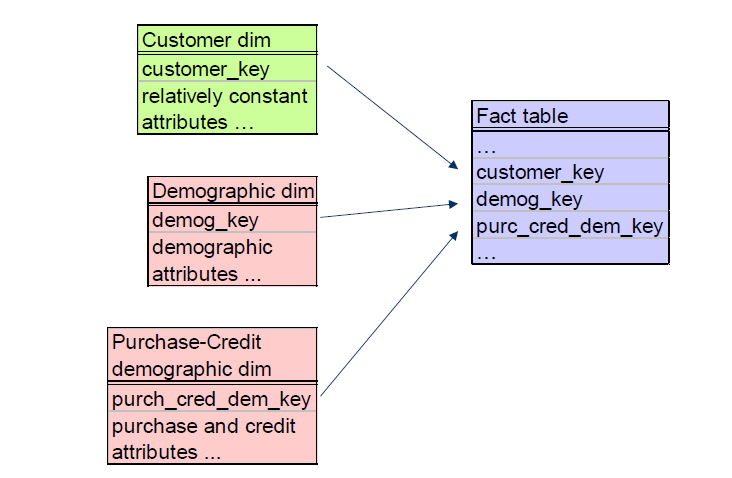 Customer dim
customer_key
relatively constant
attributes …
Demographic dim
demog_key
demographic
attributes ...
Purchase-Credit
demographic dim
purch_cred_dem_key
purchase and credit
attributes ...
Fact table
…
customer_key
demog_key
purc_cred_dem_key
…